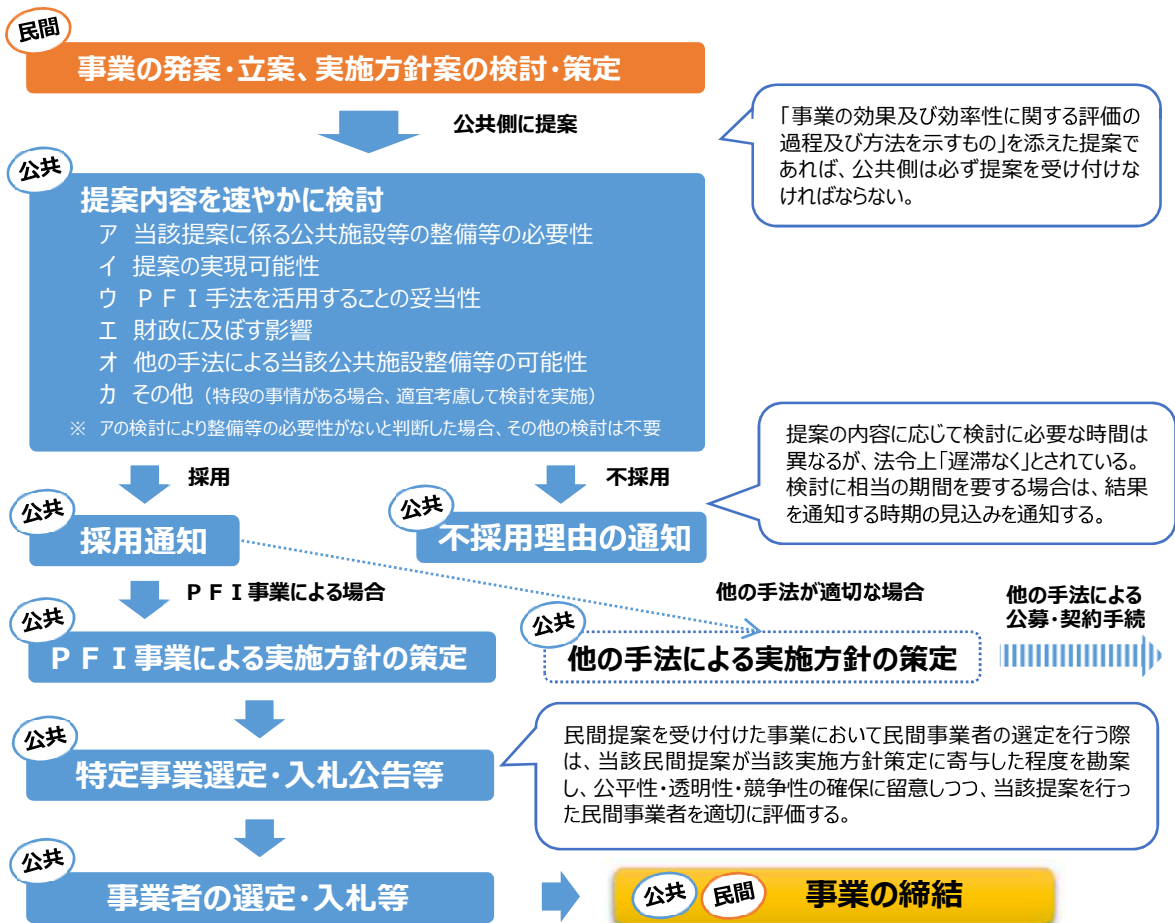 民間
事業の発案・立案、実施方針案の検討・策定
公共側に提案
「事業の効果及び効率性に関する評価の
過程及び方法を示すもの」を添えた提案で
あれば、公共側は必ず提案を受け付けな
ければならない。
公共
提案内容を速やかに検討
ア 当該提案に係る公共施設等の整備等の必要性
イ 提案の実現可能性
ウ ＰＦＩ手法を活用することの妥当性
エ 財政に及ぼす影響
オ 他の手法による当該公共施設整備等の可能性
カ その他（特段の事情がある場合、適宜考慮して検討を実施）
※ アの検討により整備等の必要性がないと判断した場合、その他の検討は不要
採用
不採用
提案の内容に応じて検討に必要な時間は
異なるが、法令上「遅滞なく」とされている。
検討に相当の期間を要する場合は、結果
を通知する時期の見込みを通知する。
公共
採用通知
公共
不採用理由の通知
ＰＦＩ事業による場合
他の手法が適切な場合
他の手法による
公募・契約手続
公共
ＰＦＩ事業による実施方針の策定
公共
他の手法による実施方針の策定
公共
特定事業選定・入札公告等
民間提案を受け付けた事業において民間事業者の選定を行う際
は、当該民間提案が当該実施方針策定に寄与した程度を勘案
し、公平性・透明性・競争性の確保に留意しつつ、当該提案を行っ
た民間事業者を適切に評価する。
公共
事業者の選定・入札等
公共 民間 事業の締結